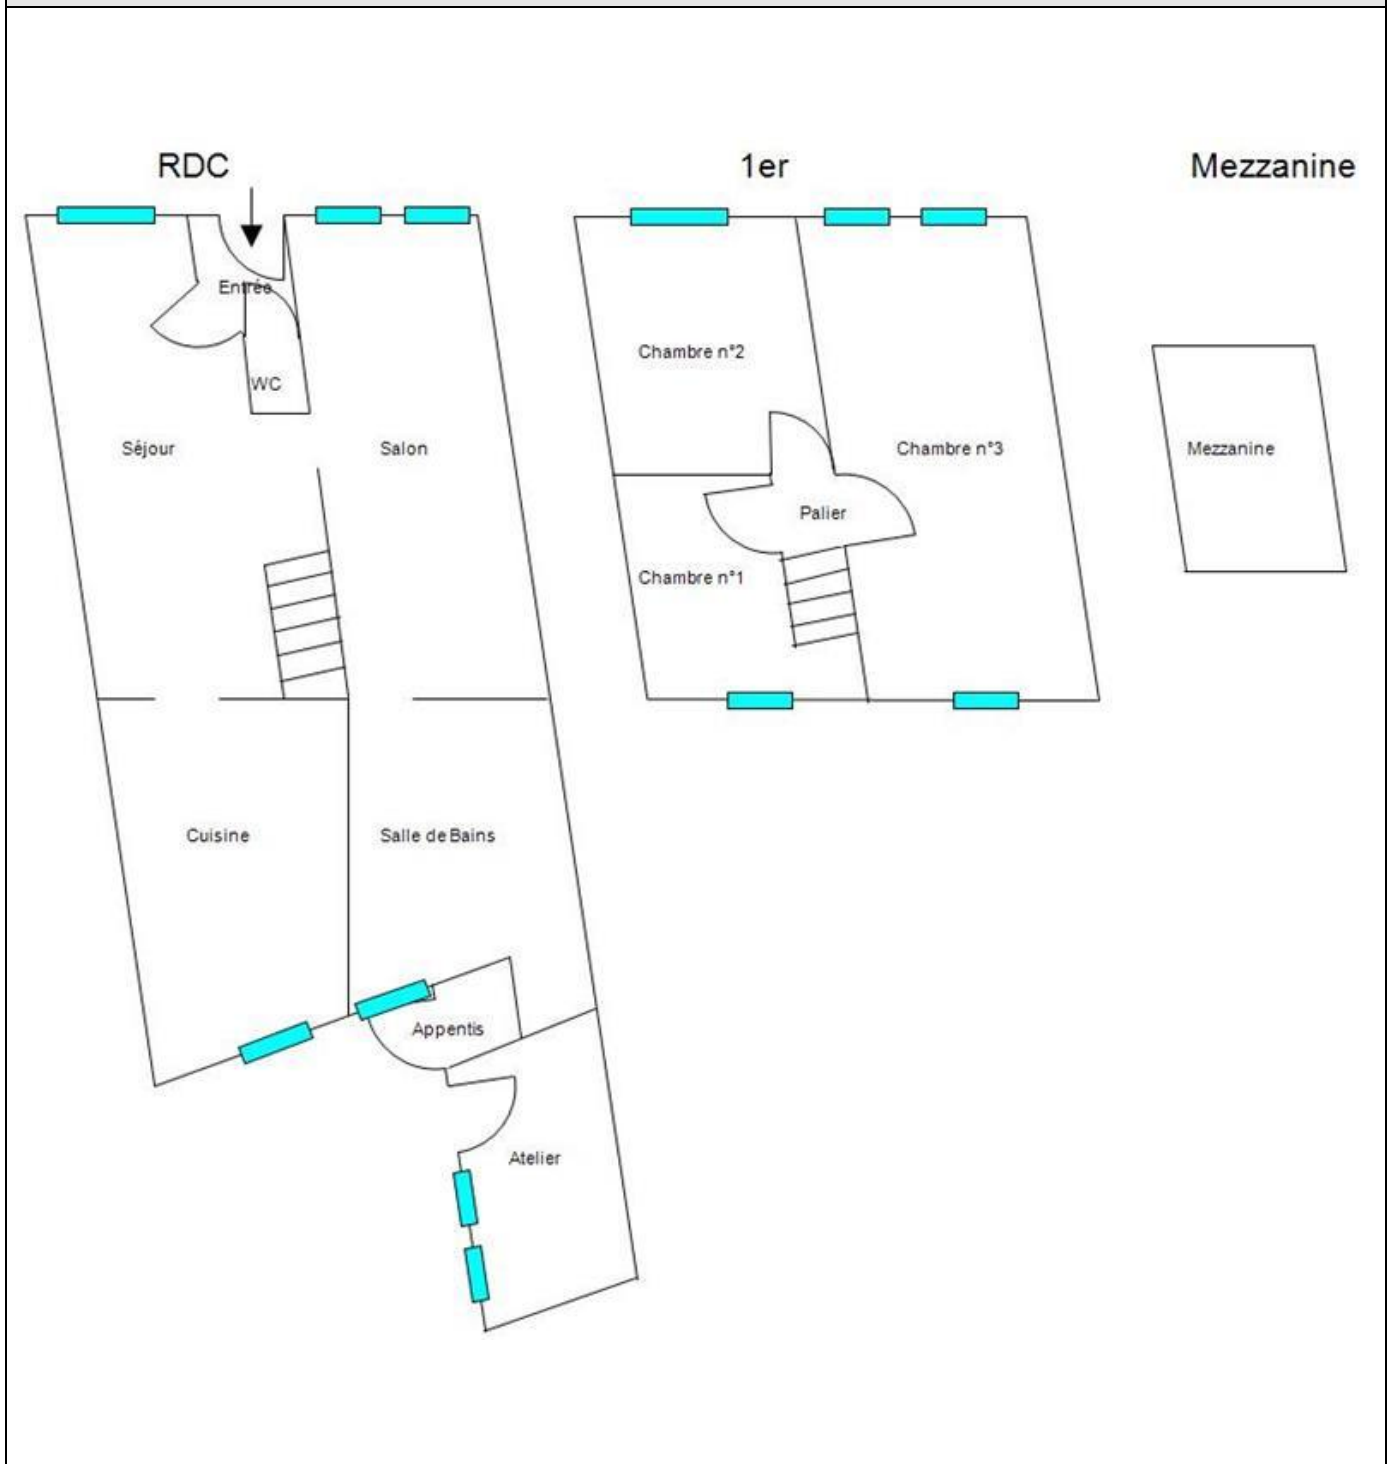 RDC
1er
Mezzanine
Entrée
WC
Séjour
Salon
Cuisine
Salle de Bains
Appentis
Atelier
Chambre n°2
Chambre n°3
Palier
Chambre n°1
Mezzanine